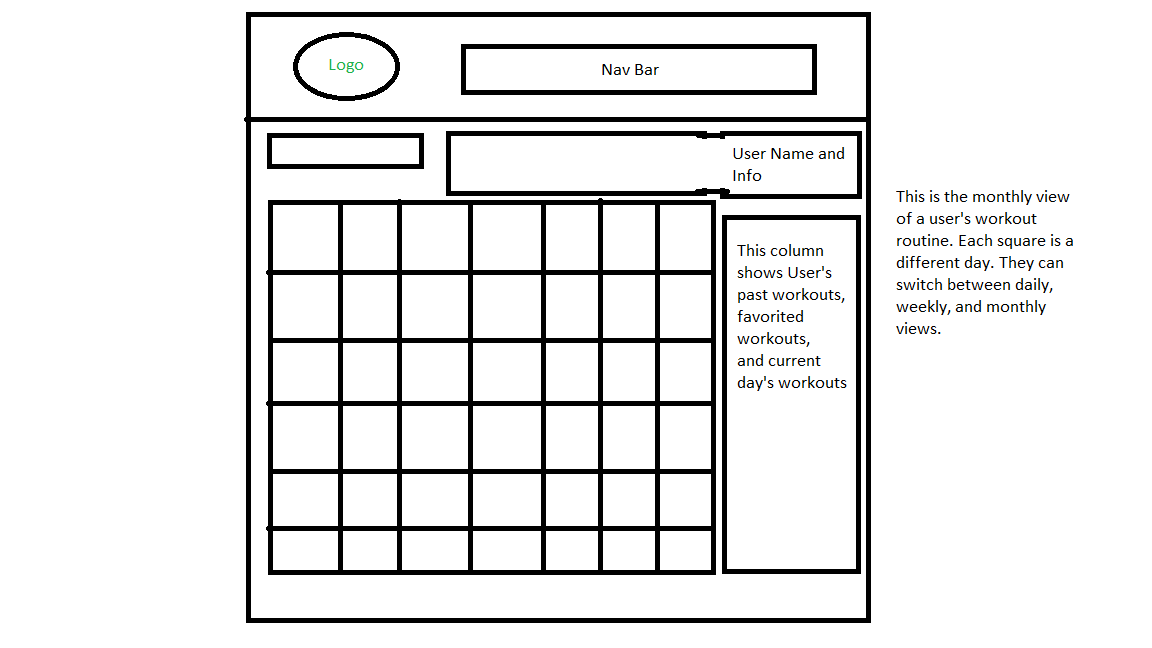 Logo
Nav Bar
User Name and
Info
This is the monthly view
of a user's workout
routine. Each square is a
different day. They can
switch between daily,
weekly, and monthly
views.
This column
shows User's
past workouts,
favorited
workouts,
and current
day's workouts